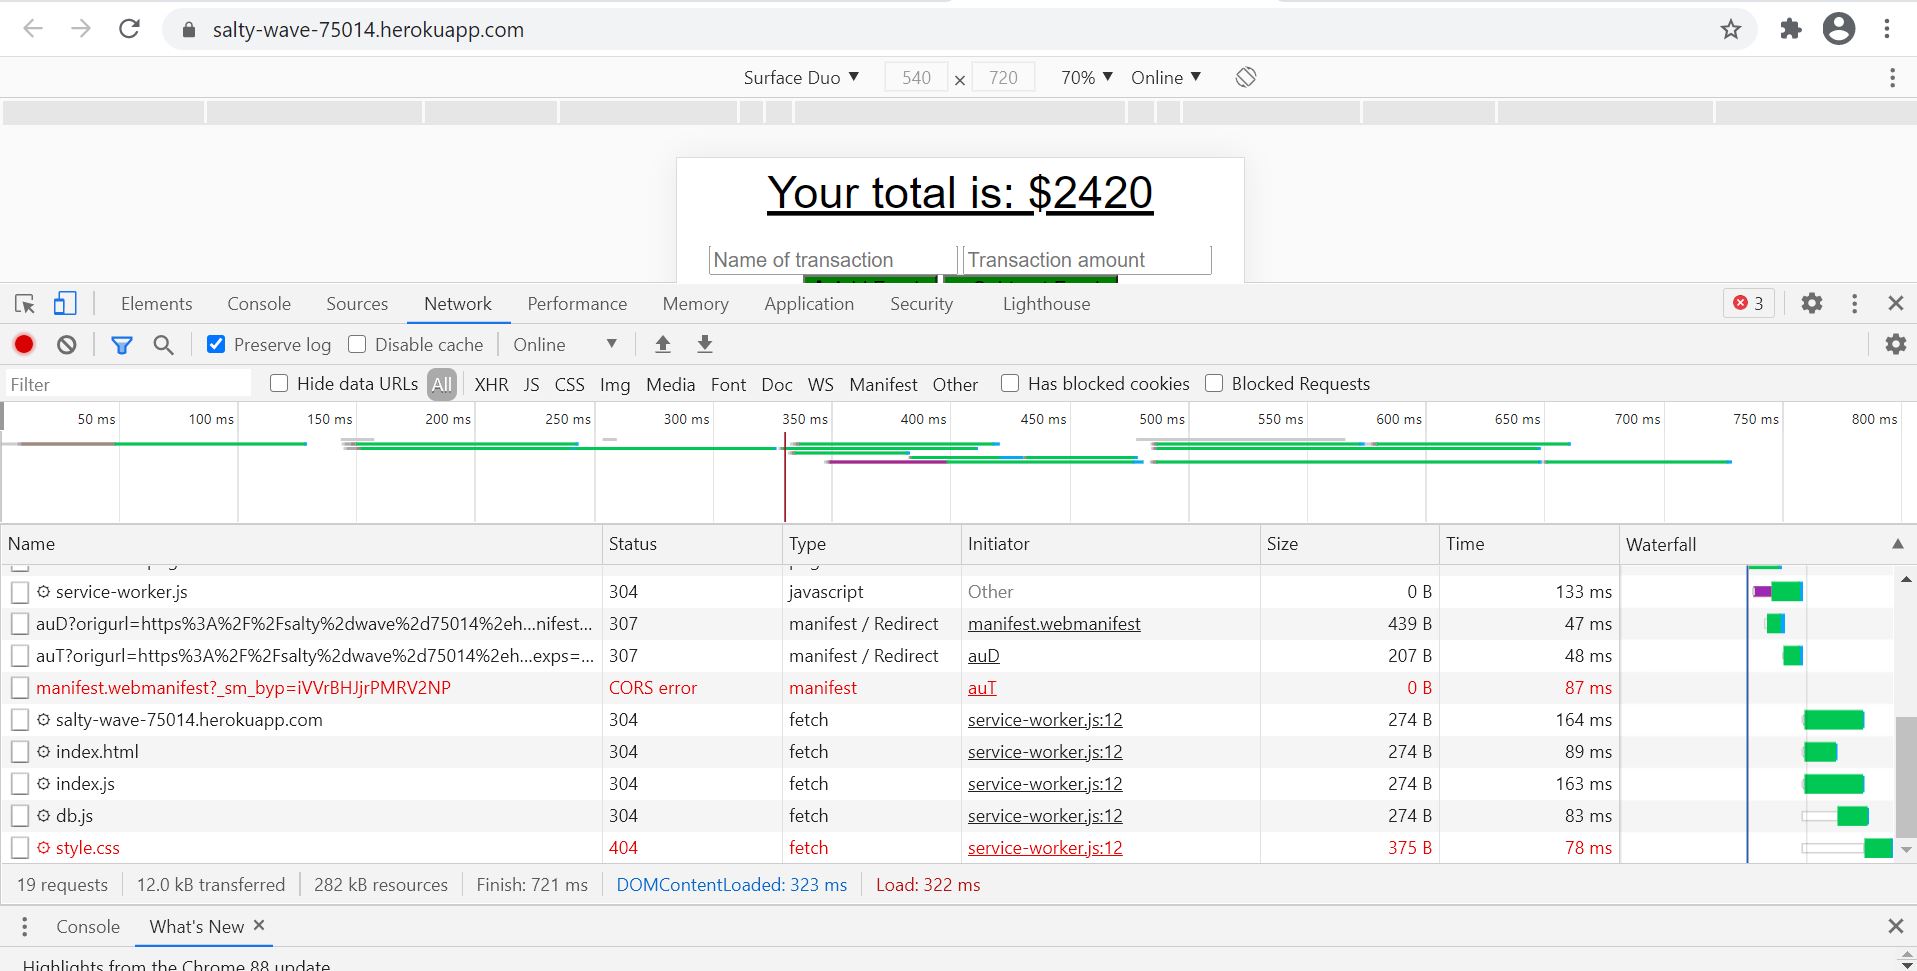 salty-wave-75014.herokuapp.com
Surface Duo ▼ 540 × 720 70% ▼ Online ▼
Your total is: $2420
Name of transaction Transaction amount
Elements Console Sources Network Performance Memory Application Security Lighthouse 3
Preserve log Disable cache Online ▼
Filter Hide data URLs All XHR JS CSS Img Media Font Doc WS Manifest Other Has blocked cookies Blocked Requests
50 ms 100 ms 150 ms 200 ms 250 ms 300 ms 350 ms 400 ms 450 ms 500 ms 550 ms 600 ms 650 ms 700 ms 750 ms 800 ms
Name Status Type Initiator Size Time Waterfall
service-worker.js 304 javascript Other 0 B 133 ms
auD?origurl=https%3A%2F%2Fsalty%2dwave%2d75014%2eh...nifest... 307 manifest / Redirect manifest.webmanifest 439 B 47 ms
auT?origurl=https%3A%2F%2Fsalty%2dwave%2d75014%2eh...exps=... 307 manifest / Redirect auD 207 B 48 ms
manifest.webmanifest?_sm_byp=iVVrBHJjrPMRV2NP CORS error manifest auT 0 B 87 ms
salty-wave-75014.herokuapp.com 304 fetch service-worker.js:12 274 B 164 ms
index.html 304 fetch service-worker.js:12 274 B 89 ms
index.js 304 fetch service-worker.js:12 274 B 163 ms
db.js 304 fetch service-worker.js:12 274 B 83 ms
style.css 404 fetch service-worker.js:12 375 B 78 ms
19 requests 12.0 kB transferred 282 kB resources Finish: 721 ms DOMContentLoaded: 323 ms Load: 322 ms
Console What's New ×
Highlights from the Chrome 88 update